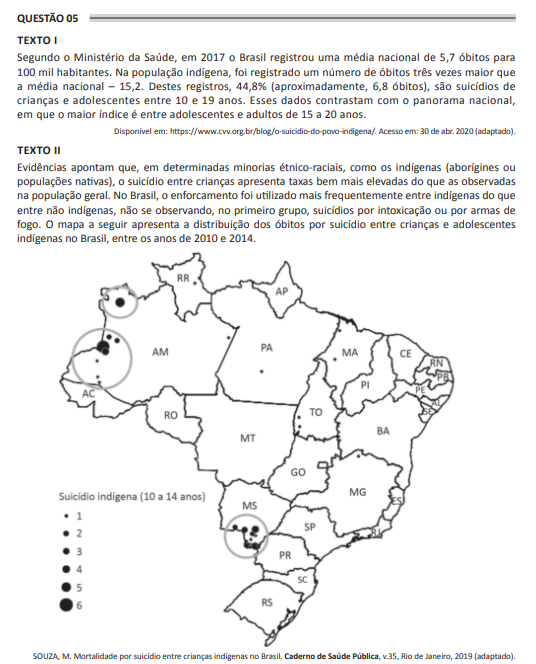 QUESTÃO 05
TEXTO I
Segundo o Ministério da Saúde, em 2017 o Brasil registrou uma média nacional de 5,7 óbitos para
100 mil habitantes. Na população indígena, foi registrado um número de óbitos três vezes maior que
a média nacional – 15,2. Destes registros, 44,8% (aproximadamente, 6,8 óbitos), são suicídios de
crianças e adolescentes entre 10 e 19 anos. Esses dados contrastam com o panorama nacional,
em que o maior índice é entre adolescentes e adultos de 15 a 20 anos.
Disponível em: https://www.cvv.org.br/blog/o-suicidio-do-povo-indigena/. Acesso em: 30 de abr. 2020 (adaptado).
TEXTO II
Evidências apontam que, em determinadas minorias étnico-raciais, como os indígenas (aborígines ou
populações nativas), o suicídio entre crianças apresenta taxas bem mais elevadas do que as observadas
na população geral. No Brasil, o enforcamento foi utilizado mais frequentemente entre indígenas do que
entre não indígenas, não se observando, no primeiro grupo, suicídios por intoxicação ou por armas de
fogo. O mapa a seguir apresenta a distribuição dos óbitos por suicídio entre crianças e adolescentes
indígenas no Brasil, entre os anos de 2010 e 2014.
RR
AP
AM
PA
MA
CE
RN
PB
PE
AL
SE
PI
AC
RO
TO
BA
MT
GO
MG
ES
MS
SP
RJ
PR
SC
RS
Suicídio indígena (10 a 14 anos)
1
2
3
4
5
6
SOUZA, M. Mortalidade por suicídio entre crianças indígenas no Brasil. Caderno de Saúde Pública, v.35, Rio de Janeiro, 2019 (adaptado).